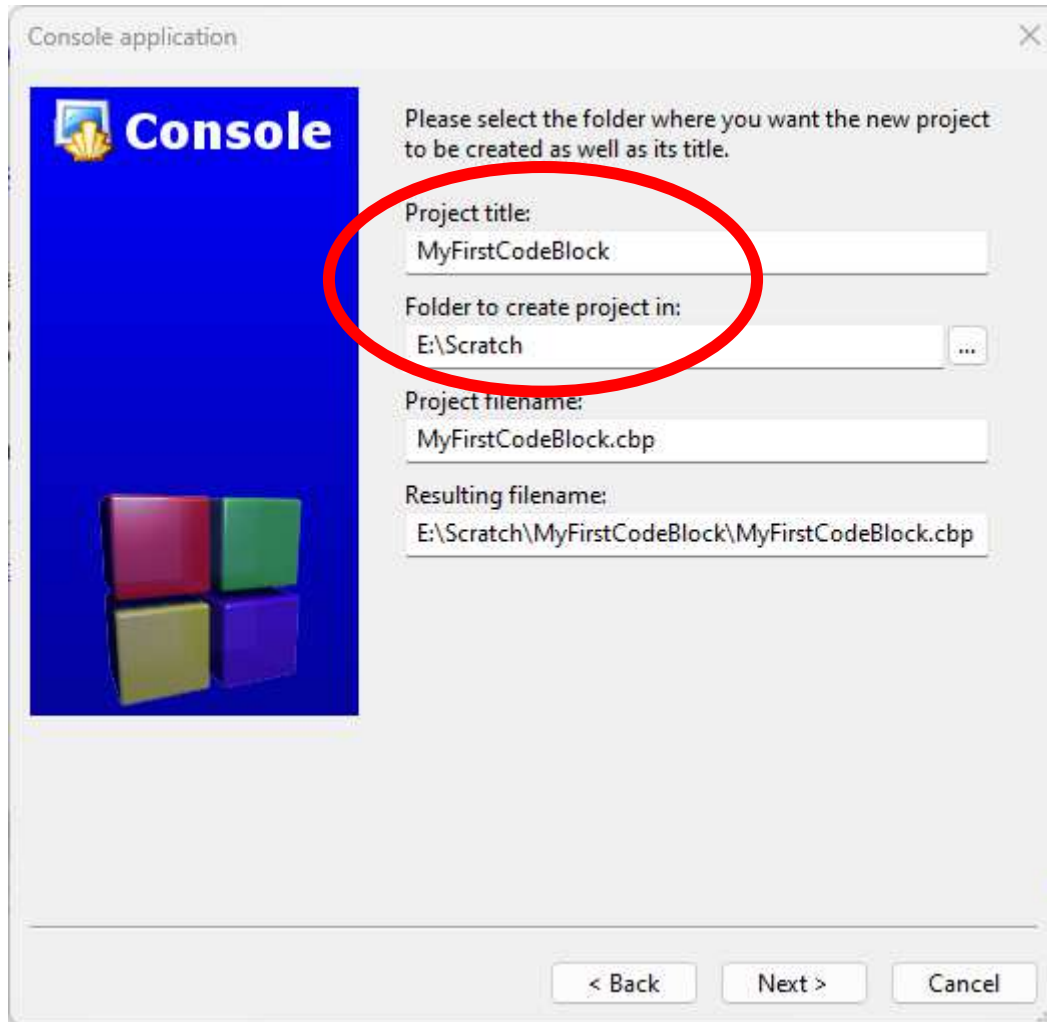 Console application
Console
Please select the folder where you want the new project
to be created as well as its title.
Project title:
MyFirstCodeBlock
Folder to create project in:
E:\Scratch
...
Project filename:
MyFirstCodeBlock.cbp
Resulting filename:
E:\Scratch\MyFirstCodeBlock\MyFirstCodeBlock.cbp
< Back
Next >
Cancel